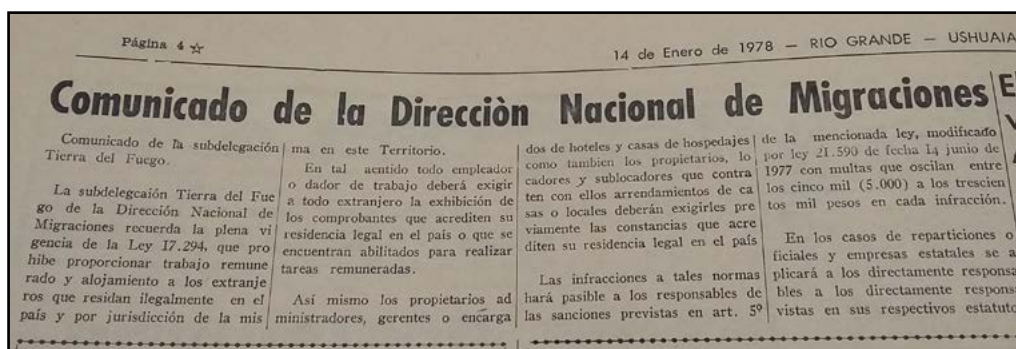 Página 4 ☆
14 de Enero de 1978 — RIO GRANDE — USHUAIA
Comunicado de la Direcciòn Nacional de Migraciones
Comunicado de la subdelegación
Tierra del Fuego.
La subdelegcaión Tierra del Fue
go de la Dirección Nacional de
Migraciones recuerda la plena vi
gencia de la Ley 17.294, que pro
hibe proporcionar trabajo remune
rado y alojamiento a los extranje
ros que residan ilegalmente en el
país y por jurisdicción de la mis
ma en este Territorio.
En tal aentido todo empleador
o dador de trabajo deberá exigir
a todo extranjero la exhibición de
los comprobantes que acrediten su
residencia legal en el país o que se
encuentran abilitados para realizar
tareas remuneradas.
Así mismo los propietarios ad
ministradores, gerentes o encarga
dos de hoteles y casas de hospedajes
como tambien los propietarios, lo
cadores y sublocadores que contra
ten con ellos arrendamientos de ca
sas o locales deberán exigirles pre
viamente las constancias que acre
diten su residencia legal en el país
Las infracciones a tales normas
hará pasible a los responsables de
las sanciones previstas en art. 5º
de la mencionada ley, modificado
por ley 21.590 de fecha 14 junio de
1977 con multas que oscilan entre
los cinco mil (5.000) a los trescien
tos mil pesos en cada infracción.
En los casos de reparticiones o
ficiales y empresas estatales se a
plicará a los directamente responsa
bles a los directamente respons
vistas en sus respectivos estatuto